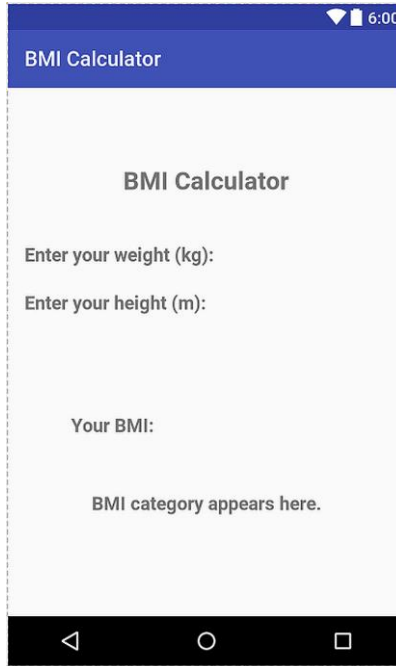 6:00
BMI Calculator
BMI Calculator
Enter your weight (kg):
Enter your height (m):
Your BMI:
BMI category appears here.